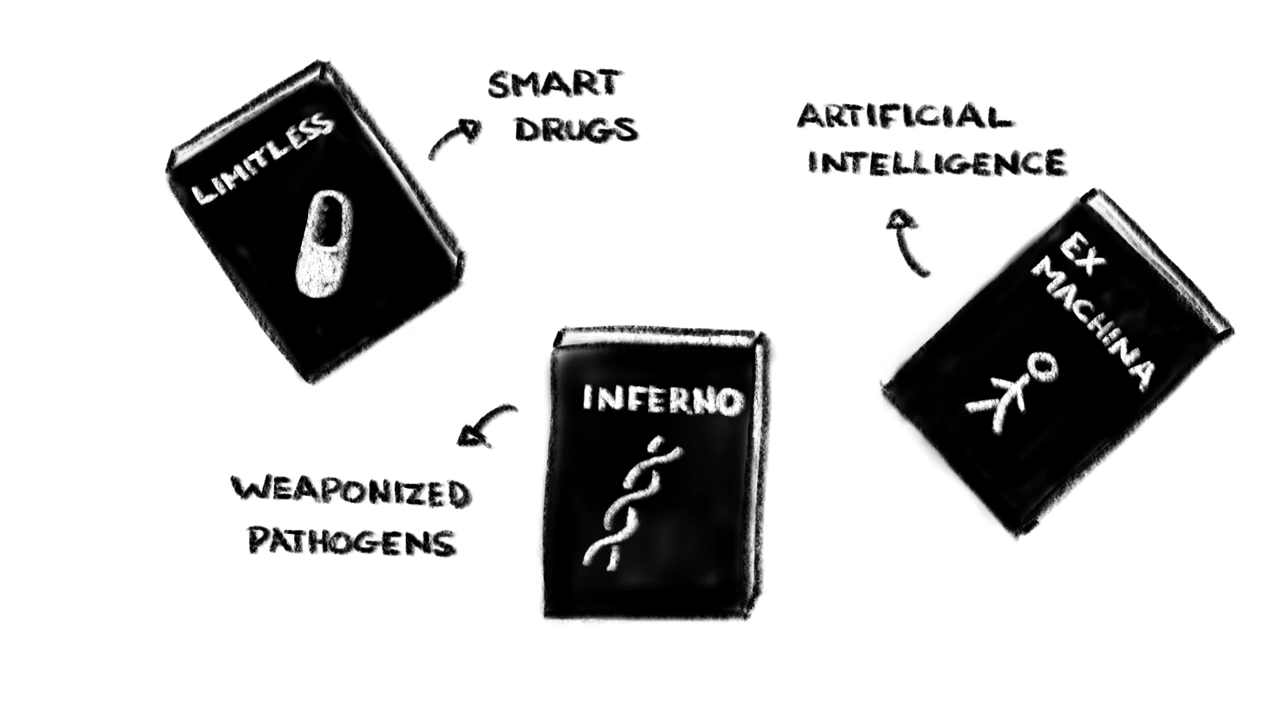 LIMITLESS
SMART
DRUGS
ARTIFICIAL
INTELLIGENCE
EX
MACHINA
INFERNO
WEAPONIZED
PATHOGENS